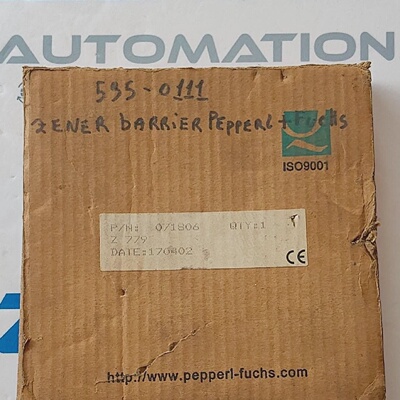 AUTOMATION
535-0111
ZENER bARRiER PEPPERL + Fuchs
ISO9001
P/N: 071806 QTY:1
Z 779
DATE:170402
CE
http://www.pepperl-fuchs.com